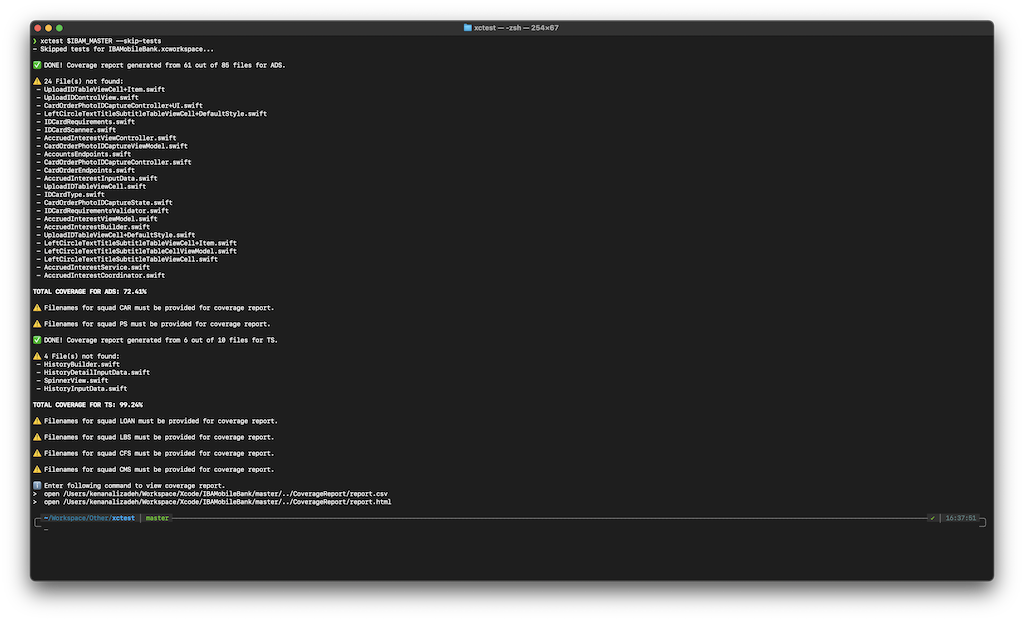 xctest — -zsh — 254×67
❯ xctest $IBAM_MASTER --skip-tests
– Skipped tests for IBAMobileBank.xcworkspace...
✅ DONE! Coverage report generated from 61 out of 85 files for ADS.
⚠️ 24 File(s) not found:
– UploadIDTableViewCell+Item.swift
– UploadIDControlView.swift
– CardOrderPhotoIDCaptureController+UI.swift
– LeftCircleTextTitleSubtitleTableViewCell+DefaultStyle.swift
– IDCardRequirements.swift
– IDCardScanner.swift
– AccruedInterestViewController.swift
– CardOrderPhotoIDCaptureViewModel.swift
– AccountsEndpoints.swift
– CardOrderPhotoIDCaptureController.swift
– CardOrderEndpoints.swift
– AccruedInterestInputData.swift
– UploadIDTableViewCell.swift
– IDCardType.swift
– CardOrderPhotoIDCaptureState.swift
– IDCardRequirementsValidator.swift
– AccruedInterestViewModel.swift
– AccruedInterestBuilder.swift
– UploadIDTableViewCell+DefaultStyle.swift
– LeftCircleTextTitleSubtitleTableViewCell+Item.swift
– LeftCircleTextTitleSubtitleTableCellViewModel.swift
– LeftCircleTextTitleSubtitleTableViewCell.swift
– AccruedInterestService.swift
– AccruedInterestCoordinator.swift
TOTAL COVERAGE FOR ADS: 72.41%
⚠️ Filenames for squad CAR must be provided for coverage report.
⚠️ Filenames for squad PS must be provided for coverage report.
✅ DONE! Coverage report generated from 6 out of 10 files for TS.
⚠️ 4 File(s) not found:
– HistoryBuilder.swift
– HistoryDetailInputData.swift
– SpinnerView.swift
– HistoryInputData.swift
TOTAL COVERAGE FOR TS: 99.24%
⚠️ Filenames for squad LOAN must be provided for coverage report.
⚠️ Filenames for squad LBS must be provided for coverage report.
⚠️ Filenames for squad CFS must be provided for coverage report.
⚠️ Filenames for squad CMS must be provided for coverage report.
ℹ️ Enter following command to view coverage report.
> open /Users/kenanalizadeh/Workspace/Xcode/IBAMobileBank/master/../CoverageReport/report.csv
> open /Users/kenanalizadeh/Workspace/Xcode/IBAMobileBank/master/../CoverageReport/report.html
~/Workspace/Other/xctest | master ✔ | 16:37:51